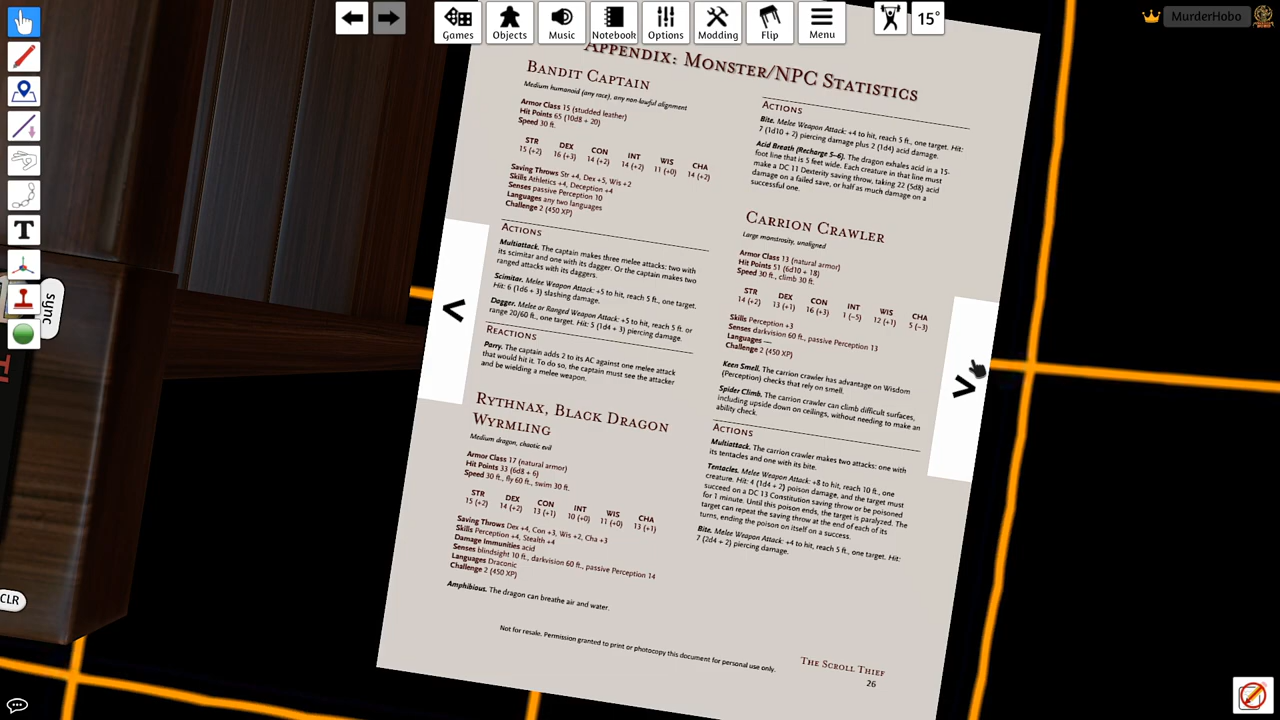 Games
Objects
Music
Notebook
Options
Modding
Flip
Menu
15°
MurderHobo
T
sync
CLR
<
>
Appendix: Monster/NPC Statistics
Bandit Captain
Medium humanoid (any race), any non-lawful alignment
Armor Class 15 (studded leather)
Hit Points 65 (10d8 + 20)
Speed 30 ft.
STR DEX CON INT WIS CHA
15 (+2) 16 (+3) 14 (+2) 14 (+2) 11 (+0) 14 (+2)
Saving Throws Str +4, Dex +5, Wis +2
Skills Athletics +4, Deception +4
Senses passive Perception 10
Languages any two languages
Challenge 2 (450 XP)
Actions
Multiattack. The captain makes three melee attacks: two with
its scimitar and one with its dagger. Or the captain makes two
ranged attacks with its daggers.
Scimitar. Melee Weapon Attack: +5 to hit, reach 5 ft., one target.
Hit: 6 (1d6 + 3) slashing damage.
Dagger. Melee or Ranged Weapon Attack: +5 to hit, reach 5 ft. or
range 20/60 ft., one target. Hit: 5 (1d4 + 3) piercing damage.
Reactions
Parry. The captain adds 2 to its AC against one melee attack
that would hit it. To do so, the captain must see the attacker
and be wielding a melee weapon.
Rythnax, Black Dragon
Wyrmling
Medium dragon, chaotic evil
Armor Class 17 (natural armor)
Hit Points 33 (6d8 + 6)
Speed 30 ft., fly 60 ft., swim 30 ft.
STR DEX CON INT WIS CHA
15 (+2) 14 (+2) 13 (+1) 10 (+0) 11 (+0) 13 (+1)
Saving Throws Dex +4, Con +3, Wis +2, Cha +3
Skills Perception +4, Stealth +4
Damage Immunities acid
Senses blindsight 10 ft., darkvision 60 ft., passive Perception 14
Languages Draconic
Challenge 2 (450 XP)
Amphibious. The dragon can breathe air and water.
Actions
Bite. Melee Weapon Attack: +4 to hit, reach 5 ft., one target. Hit:
7 (1d10 + 2) piercing damage plus 2 (1d4) acid damage.
Acid Breath (Recharge 5–6). The dragon exhales acid in a 15-
foot line that is 5 feet wide. Each creature in that line must
make a DC 11 Dexterity saving throw, taking 22 (5d8) acid
damage on a failed save, or half as much damage on a
successful one.
Carrion Crawler
Large monstrosity, unaligned
Armor Class 13 (natural armor)
Hit Points 51 (6d10 + 18)
Speed 30 ft., climb 30 ft.
STR DEX CON INT WIS CHA
14 (+2) 13 (+1) 16 (+3) 1 (−5) 12 (+1) 5 (−3)
Skills Perception +3
Senses darkvision 60 ft., passive Perception 13
Languages —
Challenge 2 (450 XP)
Keen Smell. The carrion crawler has advantage on Wisdom
(Perception) checks that rely on smell.
Spider Climb. The carrion crawler can climb difficult surfaces,
including upside down on ceilings, without needing to make an
ability check.
Actions
Multiattack. The carrion crawler makes two attacks: one with
its tentacles and one with its bite.
Tentacles. Melee Weapon Attack: +8 to hit, reach 10 ft., one
creature. Hit: 4 (1d4 + 2) poison damage, and the target must
succeed on a DC 13 Constitution saving throw or be poisoned
for 1 minute. Until this poison ends, the target is paralyzed. The
target can repeat the saving throw at the end of each of its
turns, ending the poison on itself on a success.
Bite. Melee Weapon Attack: +4 to hit, reach 5 ft., one target. Hit:
7 (2d4 + 2) piercing damage.
Not for resale. Permission granted to print or photocopy this document for personal use only.
The Scroll Thief
26